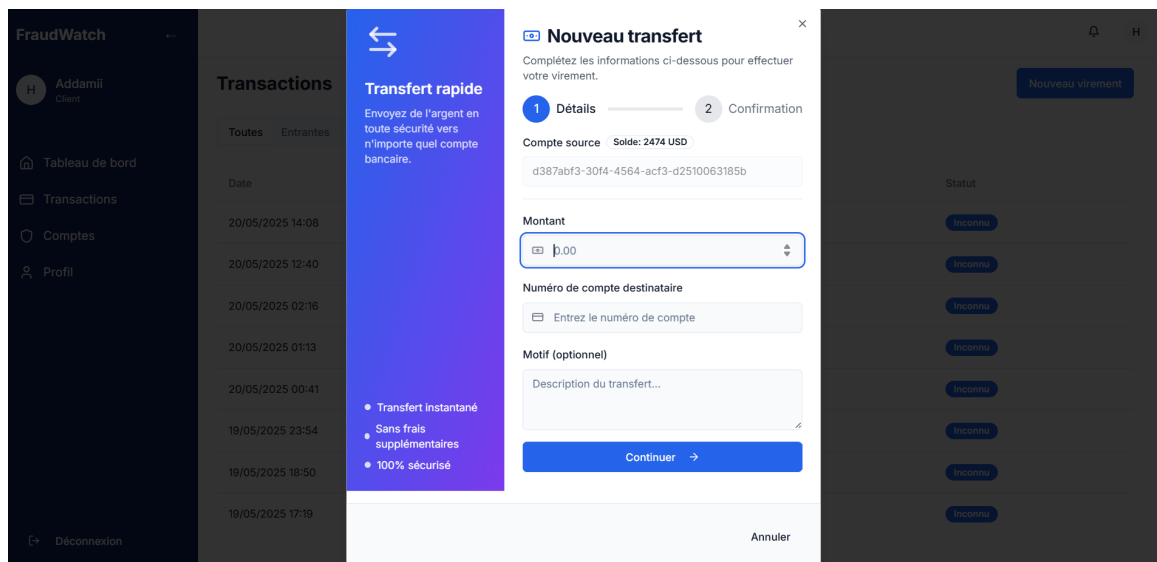 FraudWatch
←
H
Addamii
Client
Tableau de bord
Transactions
Comptes
Profil
Déconnexion
Transactions
H
Nouveau virement
Toutes Entrantes
Date
Statut
20/05/2025 14:08
Inconnu
20/05/2025 12:40
Inconnu
20/05/2025 02:16
Inconnu
20/05/2025 01:13
Inconnu
20/05/2025 00:41
Inconnu
19/05/2025 23:54
Inconnu
19/05/2025 18:50
Inconnu
19/05/2025 17:19
Inconnu
Transfert rapide
Envoyez de l'argent en
toute sécurité vers
n'importe quel compte
bancaire.
• Transfert instantané
• Sans frais
supplémentaires
• 100% sécurisé
×
Nouveau transfert
Complétez les informations ci-dessous pour effectuer
votre virement.
1 Détails 2 Confirmation
Compte source Solde: 2474 USD
d387abf3-30f4-4564-acf3-d2510063185b
Montant
0.00
Numéro de compte destinataire
Entrez le numéro de compte
Motif (optionnel)
Description du transfert...
Continuer →
Annuler